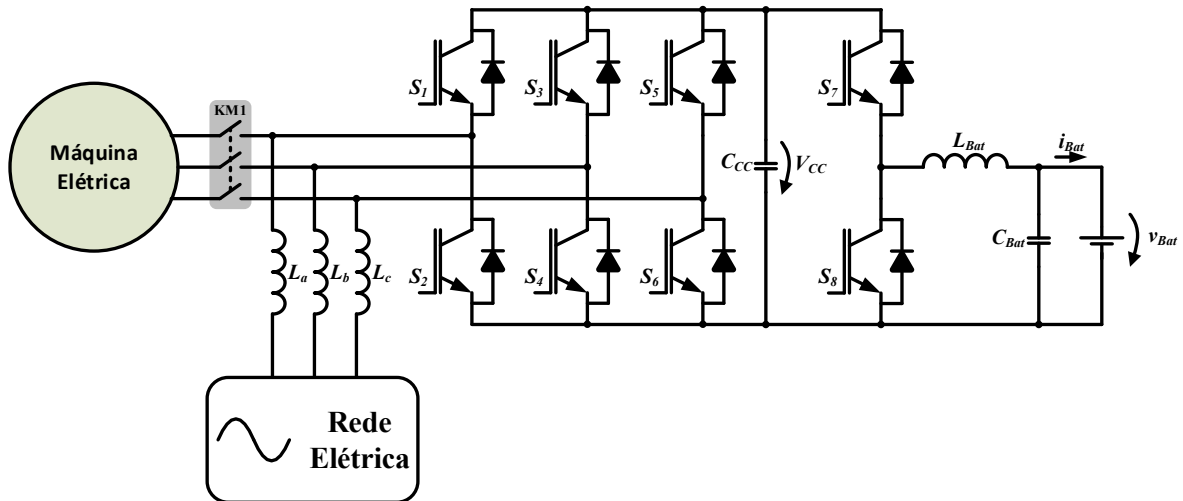 S1
S3
S5
S7
KM1
Máquina
Elétrica
LBat
iBat
CCC
VCC
La
Lb
Lc
S2
S4
S6
S8
CBat
vBat
Rede
Elétrica